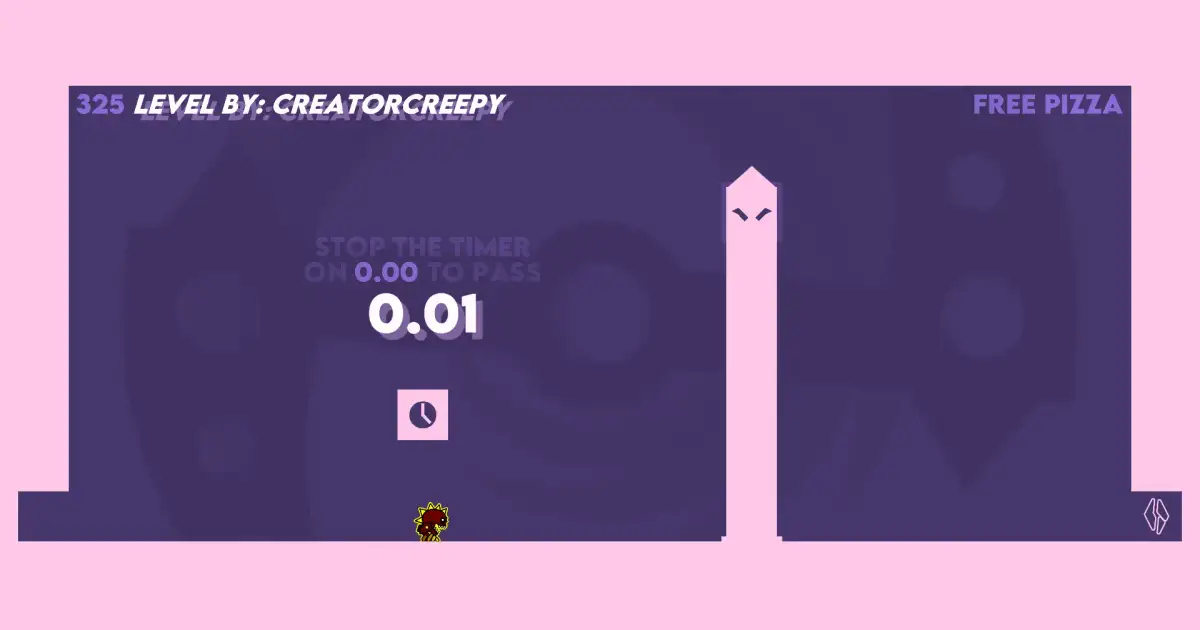 325 LEVEL BY: CREATORCREEPY
FREE PIZZA
STOP THE TIMER
ON 0.00 TO PASS
0.01